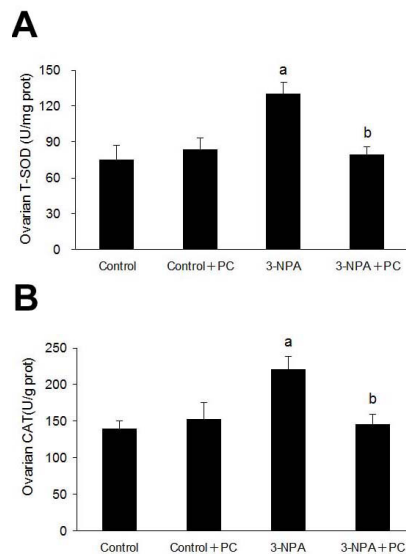 A
Ovarian T-SOD (U/mg prot)
150
120
90
60
30
0
a
b
Control
Control+PC
3-NPA
3-NPA+PC
B
Ovarian CAT(U/g prot)
250
200
150
100
50
0
a
b
Control
Control+PC
3-NPA
3-NPA+PC